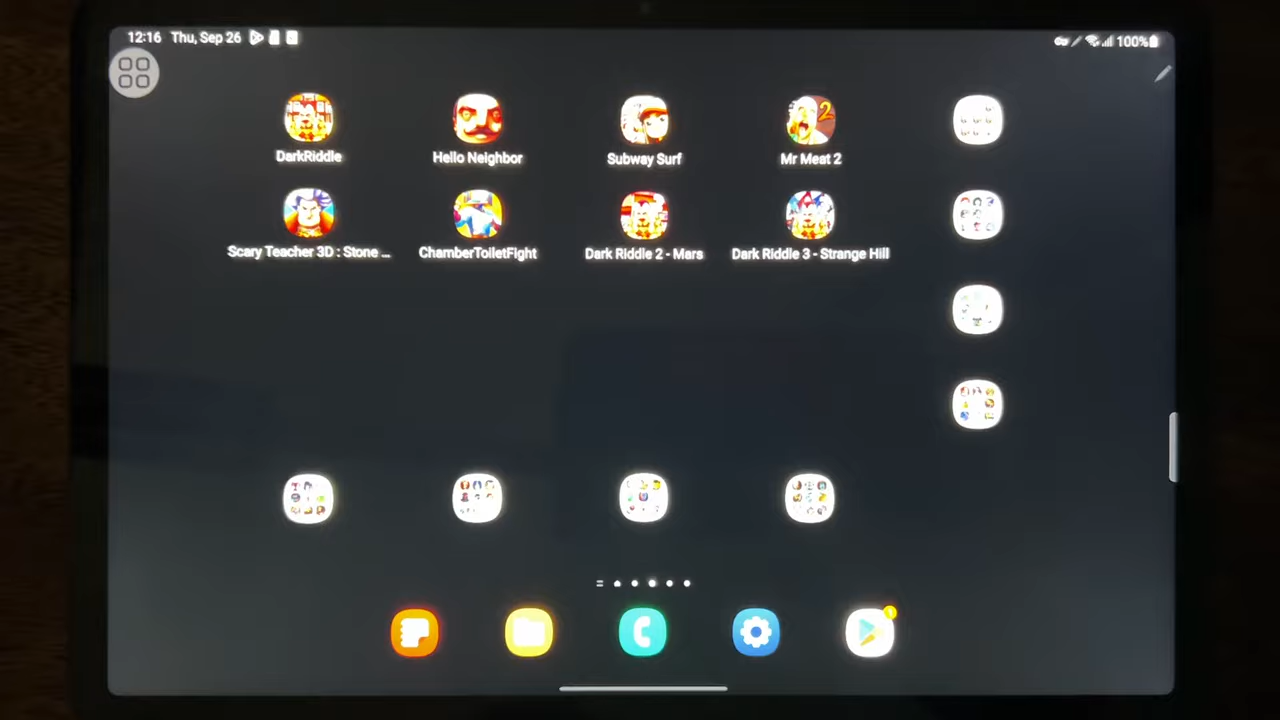 12:16 Thu, Sep 26
100%
DarkRiddle
Hello Neighbor
Subway Surf
2
Mr Meat 2
Scary Teacher 3D : Stone ...
ChamberToiletFight
Dark Riddle 2 - Mars
Dark Riddle 3 - Strange Hill